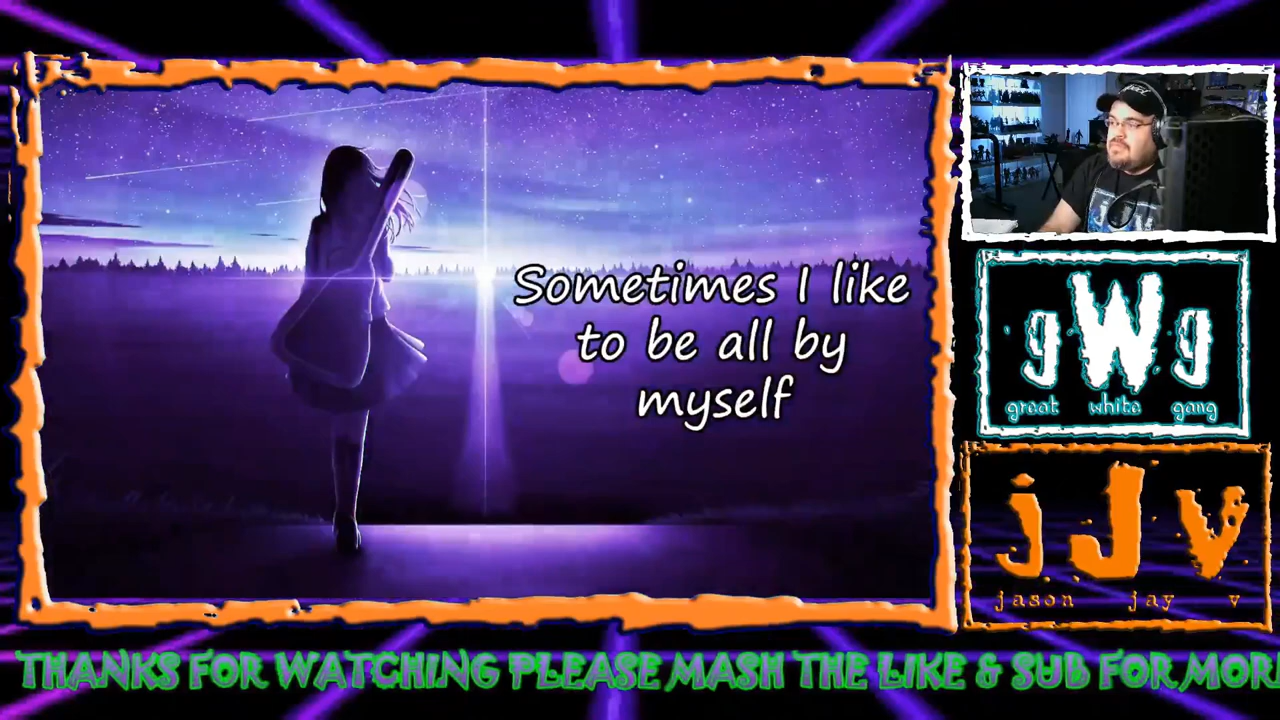 Sometimes I like
to be all by
myself
gWg
great white gang
jJv
jason jay v
THANKS FOR WATCHING PLEASE MASH THE LIKE & SUB FOR MOR